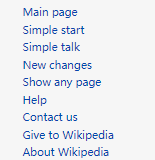 Main page
Simple start
Simple talk
New changes
Show any page
Help
Contact us
Give to Wikipedia
About Wikipedia